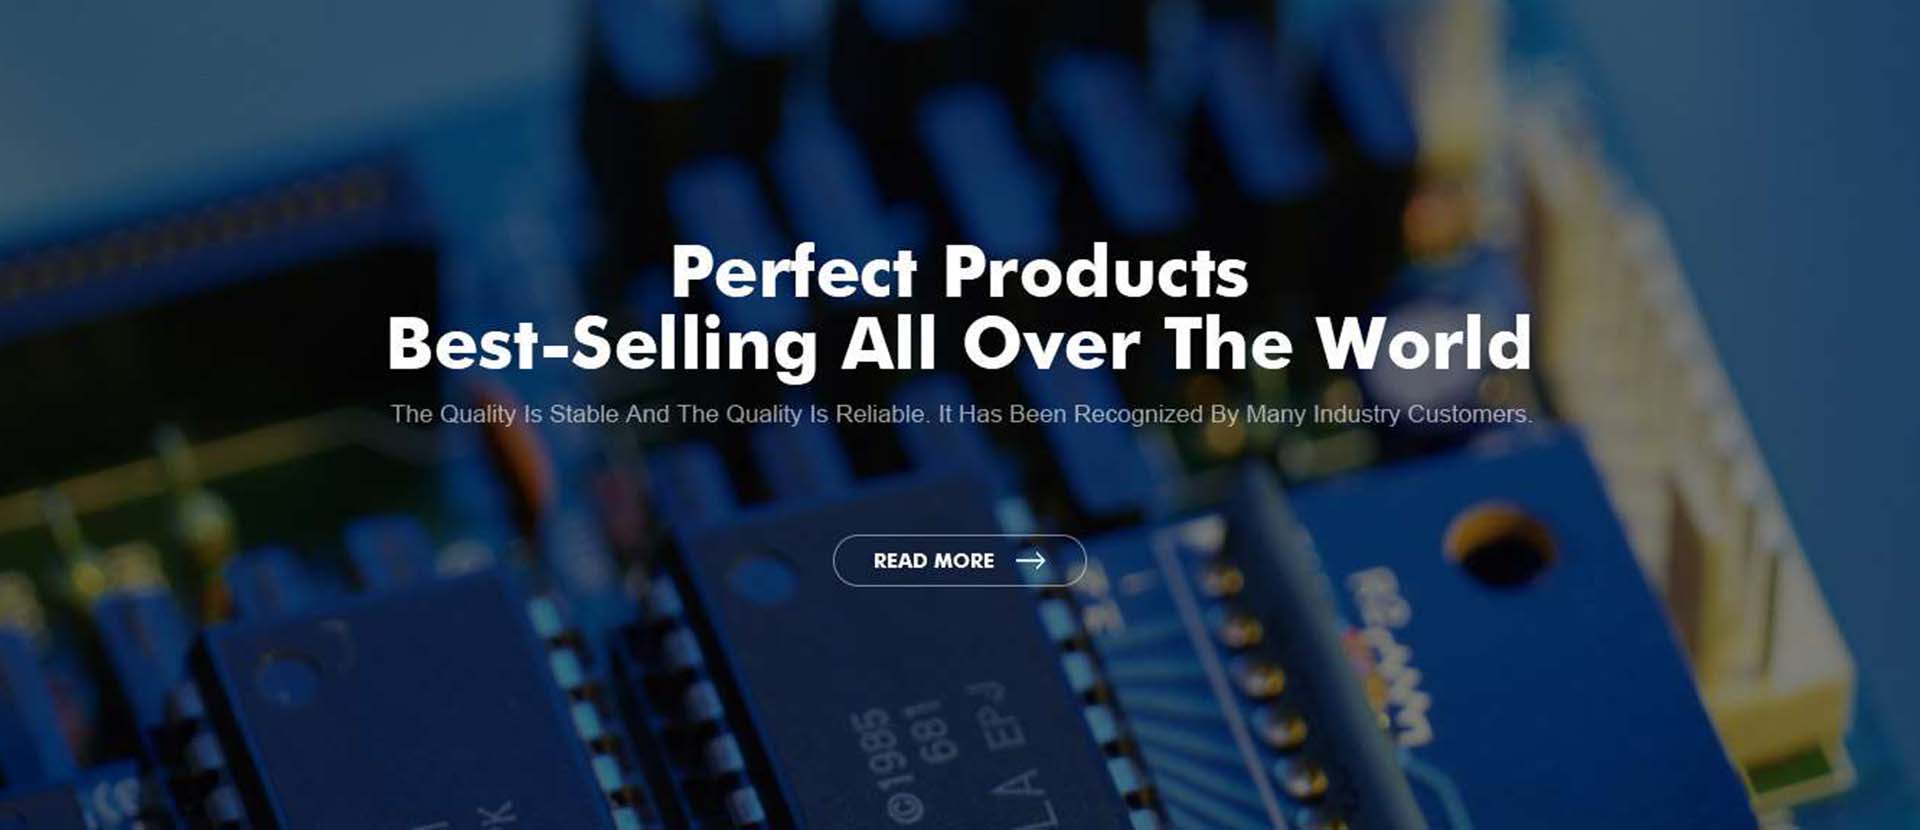 Perfect Products
Best-Selling All Over The World
The Quality Is Stable And The Quality Is Reliable. It Has Been Recognized By Many Industry Customers.
READ MORE
©1985
681
LA EPJ